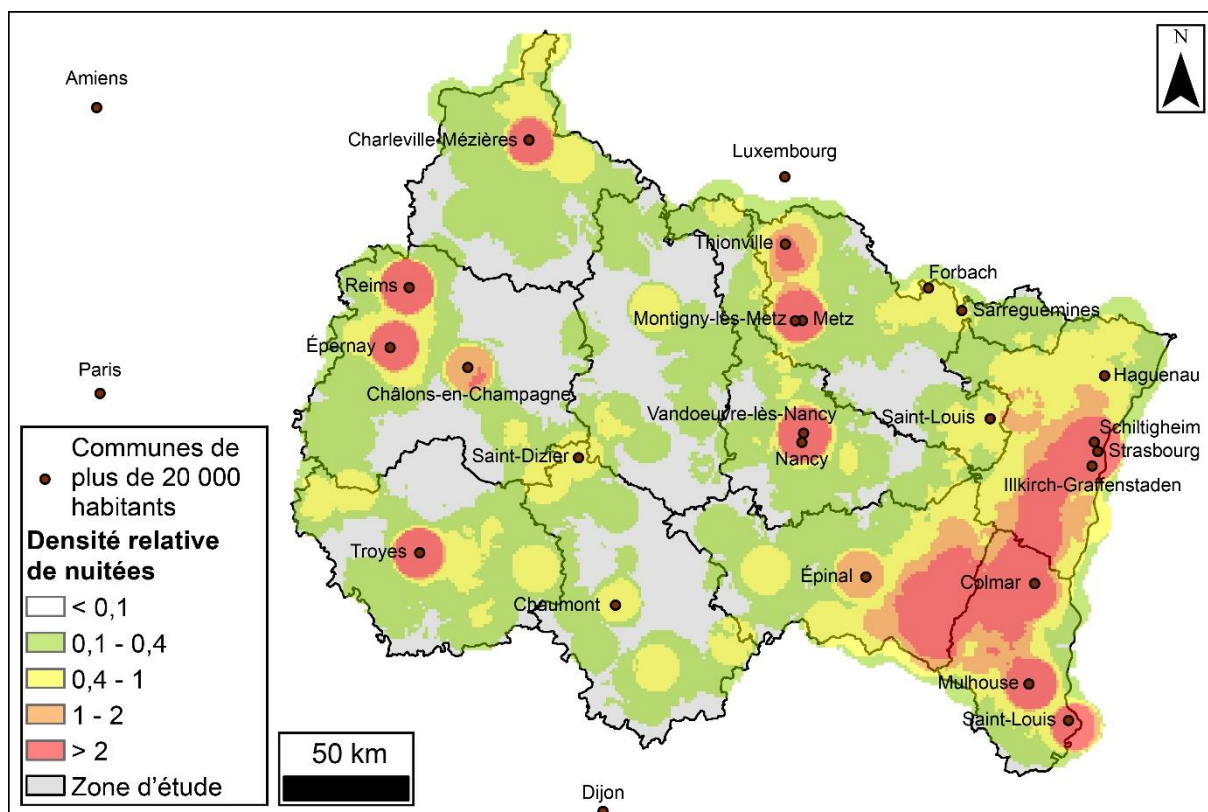 N
Amiens
Charleville-Mézières
Luxembourg
Thionville
Forbach
Reims
Sarreguemines
Montigny-lès-Metz
Metz
Épernay
Paris
Haguenau
Châlons-en-Champagne
Vandoeuvre-lès-Nancy
Saint-Louis
Schiltigheim
Strasbourg
Nancy
Saint-Dizier
Illkirch-Graffenstaden
Troyes
Épinal
Colmar
Chaumont
Mulhouse
Saint-Louis
Dijon
Communes de
plus de 20 000
habitants
Densité relative
de nuitées
< 0,1
0,1 - 0,4
0,4 - 1
1 - 2
> 2
Zone d'étude
50 km